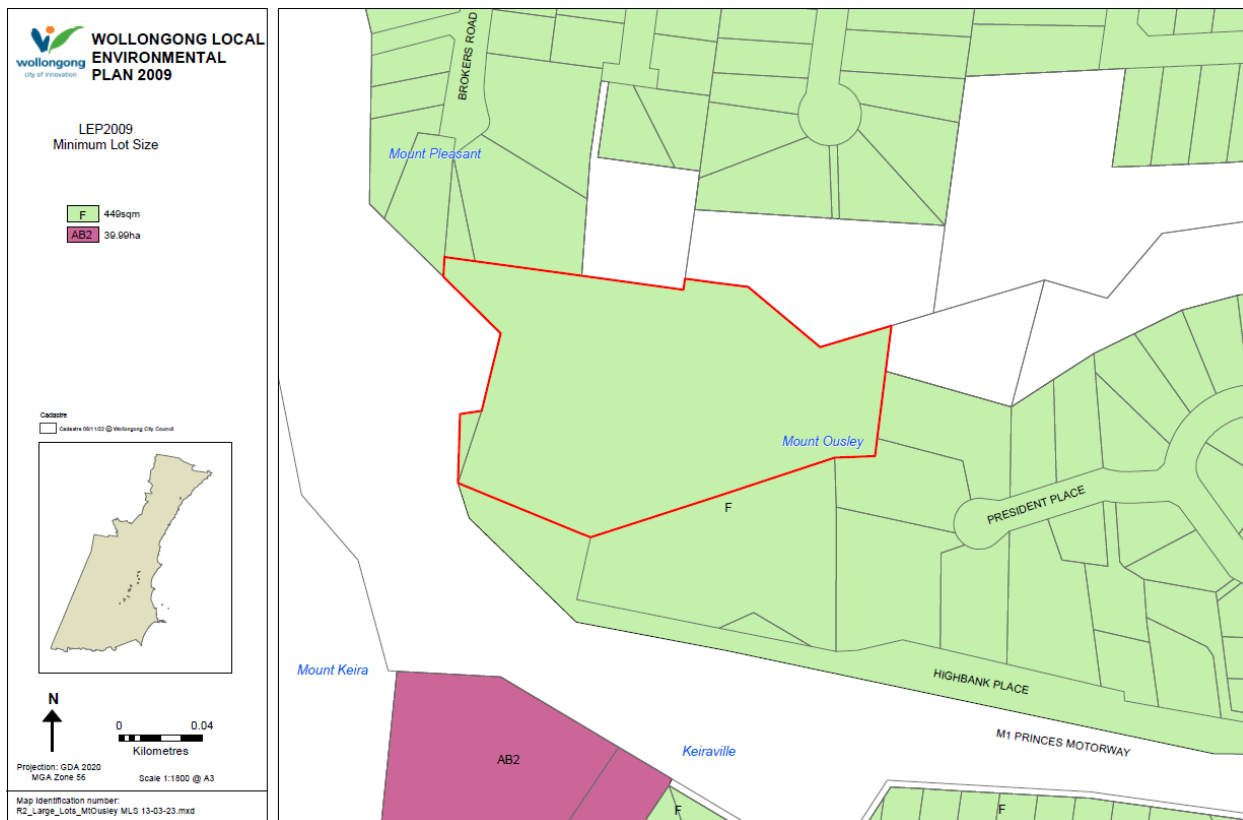 wollongong
city of innovation
WOLLONGONG LOCAL
ENVIRONMENTAL
PLAN 2009
LEP2009
Minimum Lot Size
F 449sqm
AB2 39.99ha
Cadastre
Cadastre 08/11/22 @ Wollongong City Council
N
0 0.04
Kilometres
Projection: GDA 2020
MGA Zone 56
Scale 1:1800 @ A3
Map Identification number:
R2_Large_Lots_MtOusley MLS 13-03-23.mxd
BROKERS ROAD
Mount Pleasant
Mount Ousley
F
PRESIDENT PLACE
Mount Keira
HIGHBANK PLACE
M1 PRINCES MOTORWAY
Keiraville
AB2
F
F